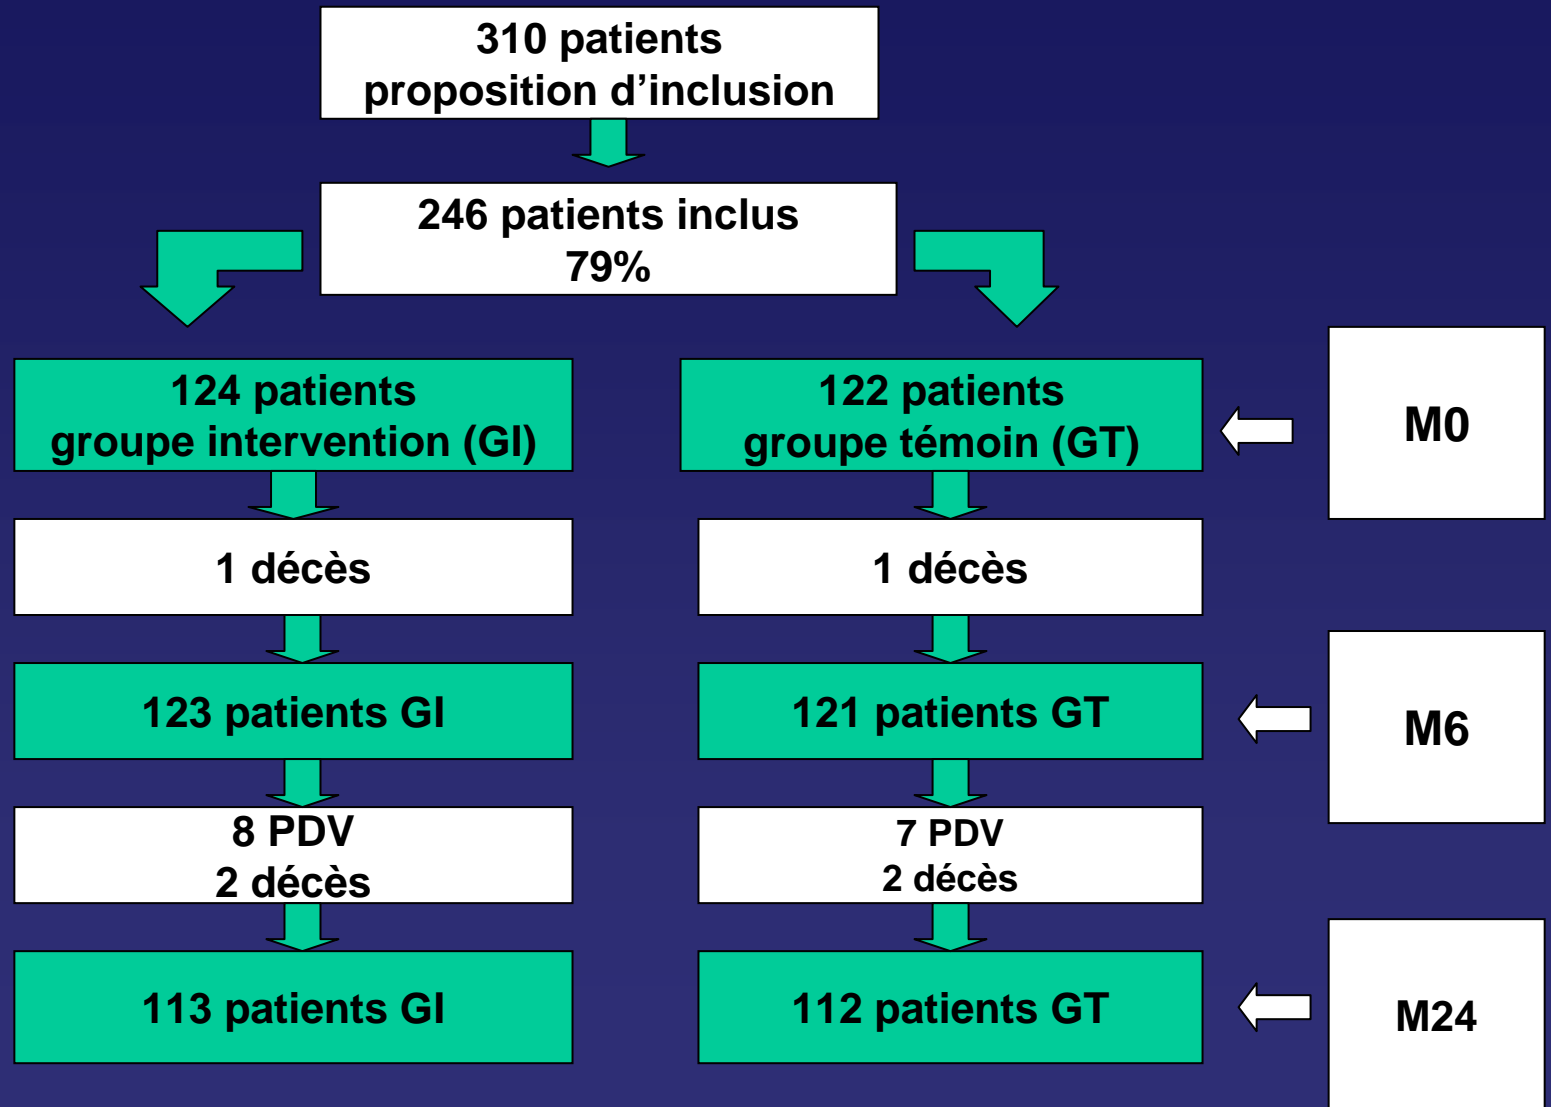 310 patients
proposition d’inclusion
246 patients inclus
79%
124 patients
groupe intervention (GI)
122 patients
groupe témoin (GT)
M0
1 décès
1 décès
123 patients GI
121 patients GT
M6
8 PDV
2 décès
7 PDV
2 décès
113 patients GI
112 patients GT
M24